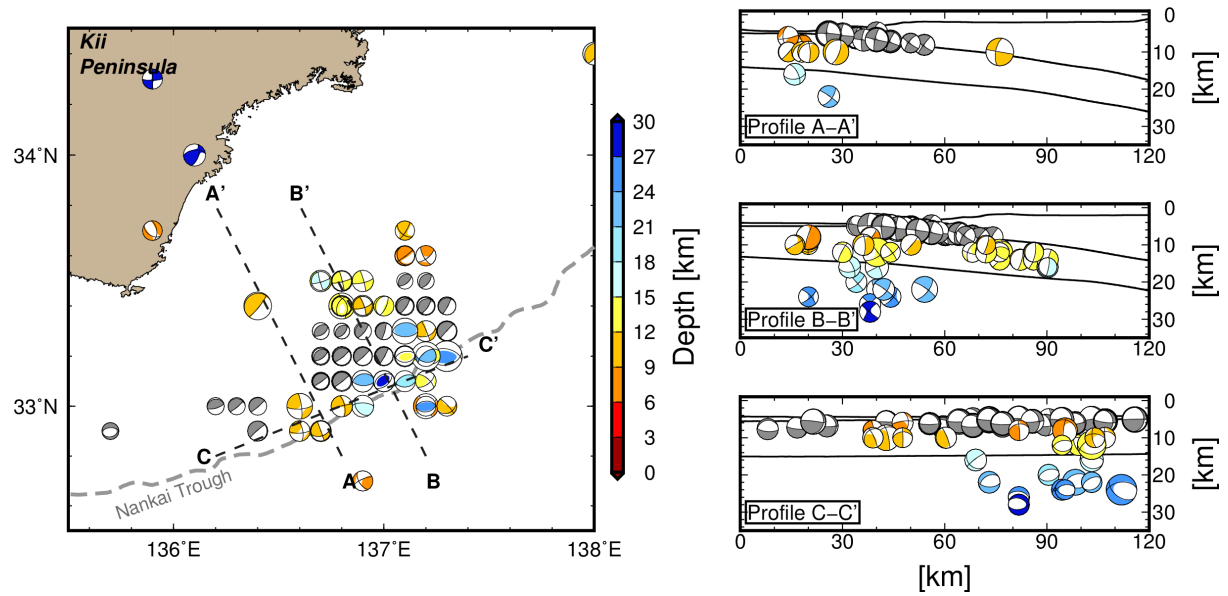 Kii
Peninsula
34°N
33°N
136°E
137°E
138°E
A'
B'
C'
C
A
B
Nankai Trough
Depth [km]
30
27
24
21
18
15
12
9
6
3
0
Profile A–A'
0
10
20
30
[km]
0
30
60
90
120
Profile B–B'
0
10
20
30
[km]
0
30
60
90
120
Profile C–C'
0
10
20
30
[km]
0
30
60
90
120
[km]